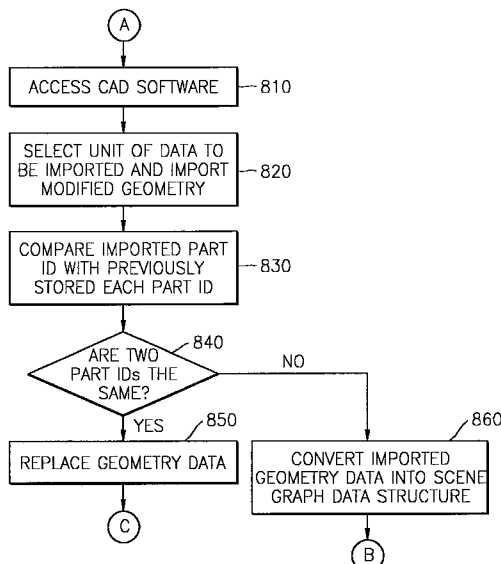 A
ACCESS CAD SOFTWARE
810
SELECT UNIT OF DATA TO
BE IMPORTED AND IMPORT
MODIFIED GEOMETRY
820
COMPARE IMPORTED PART
ID WITH PREVIOUSLY
STORED EACH PART ID
830
840
ARE TWO
PART IDs THE
SAME?
NO
YES
850
REPLACE GEOMETRY DATA
860
CONVERT IMPORTED
GEOMETRY DATA INTO SCENE
GRAPH DATA STRUCTURE
C
B